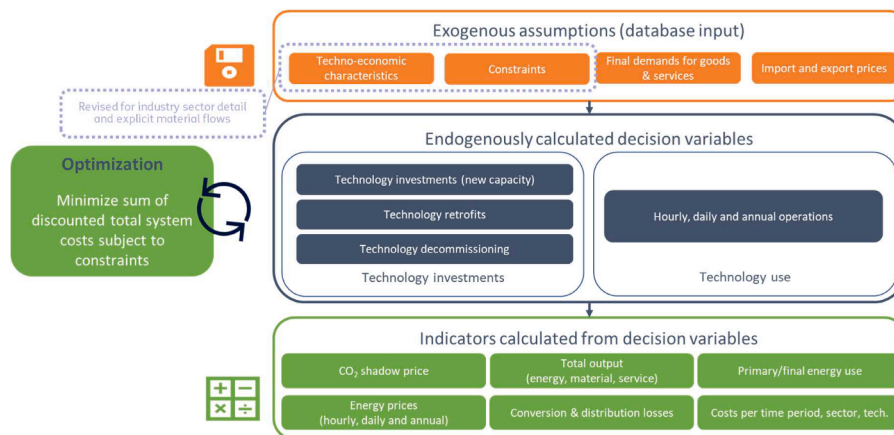 Exogenous assumptions (database input)
Techno-economic
characteristics
Constraints
Final demands for goods
& services
Import and export prices
Revised for industry sector detail
and explicit material flows
Endogenously calculated decision variables
Optimization
Minimize sum of
discounted total system
costs subject to
constraints
Technology investments (new capacity)
Technology retrofits
Technology decommissioning
Technology investments
Hourly, daily and annual operations
Technology use
Indicators calculated from decision variables
CO₂ shadow price
Total output
(energy, material, service)
Primary/final energy use
Energy prices
(hourly, daily and annual)
Conversion & distribution losses
Costs per time period, sector, tech.